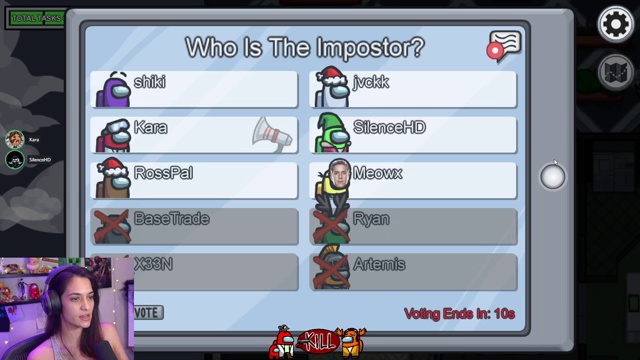 TOTAL TASKS
Who Is The Impostor?
shiki
jvckk
Kara
SilenceHD
RossPal
Meowx
BaseTrade
Ryan
X33N
Artemis
Kara
SilenceHD
VOTE
Voting Ends In: 10s
KILL